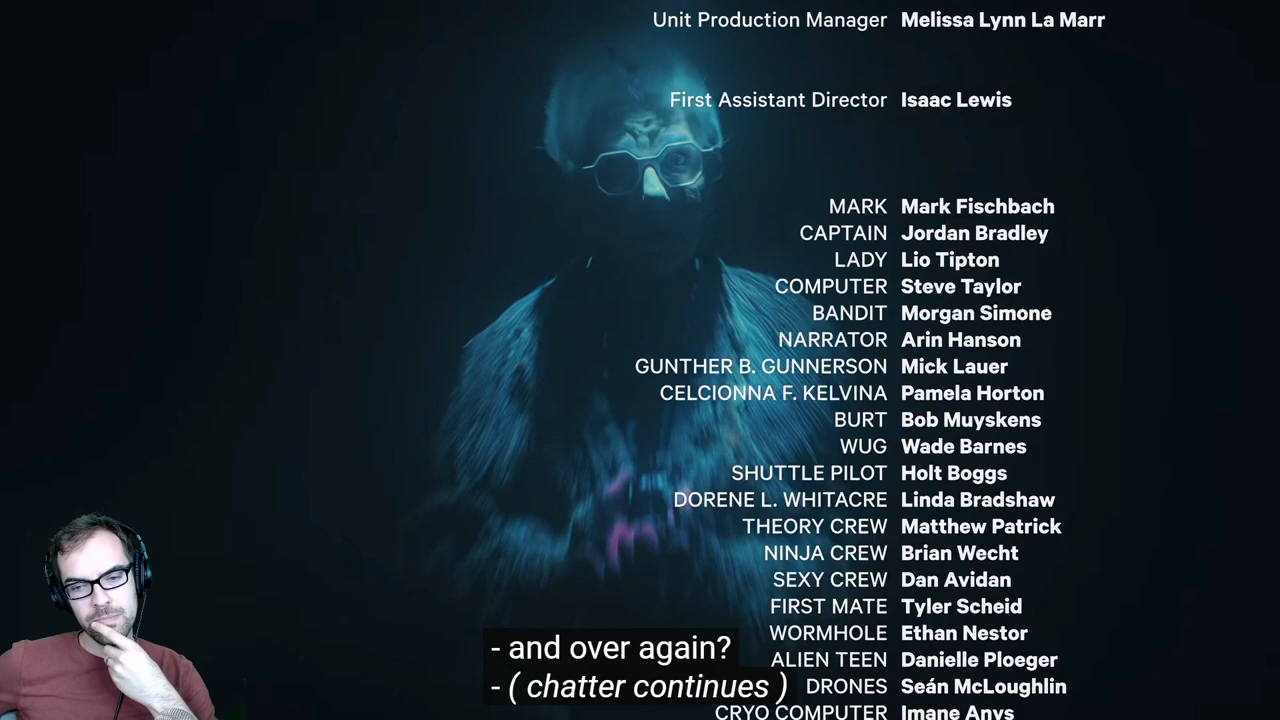 Unit Production Manager Melissa Lynn La Marr
First Assistant Director Isaac Lewis
MARK Mark Fischbach
CAPTAIN Jordan Bradley
LADY Lio Tipton
COMPUTER Steve Taylor
BANDIT Morgan Simone
NARRATOR Arin Hanson
GUNTHER B. GUNNERSON Mick Lauer
CELCIONNA F. KELVINA Pamela Horton
BURT Bob Muyskens
WUG Wade Barnes
SHUTTLE PILOT Holt Boggs
DORENE L. WHITACRE Linda Bradshaw
THEORY CREW Matthew Patrick
NINJA CREW Brian Wecht
SEXY CREW Dan Avidan
FIRST MATE Tyler Scheid
WORMHOLE Ethan Nestor
- and over again?
ALIEN TEEN Danielle Ploeger
- ( chatter continues )
DRONES Seán McLoughlin
CRYO COMPUTER Imane Anys